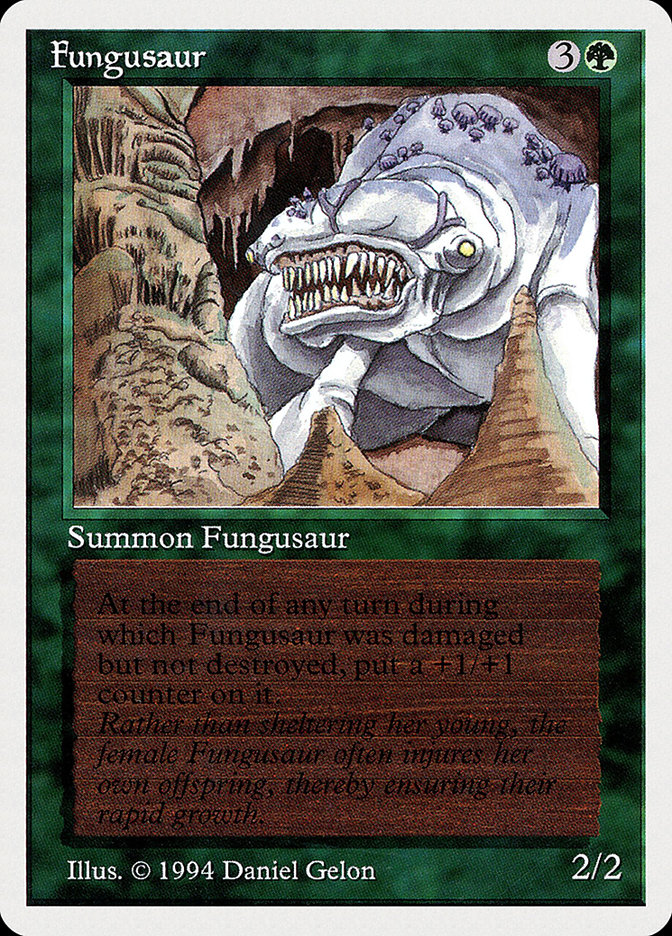 Fungusaur 3
Summon Fungusaur
At the end of any turn during
which Fungusaur was damaged
but not destroyed, put a +1/+1
counter on it.
Rather than sheltering her young, the
female Fungusaur often injures her
own offspring, thereby ensuring their
rapid growth.
Illus. © 1994 Daniel Gelon 2/2